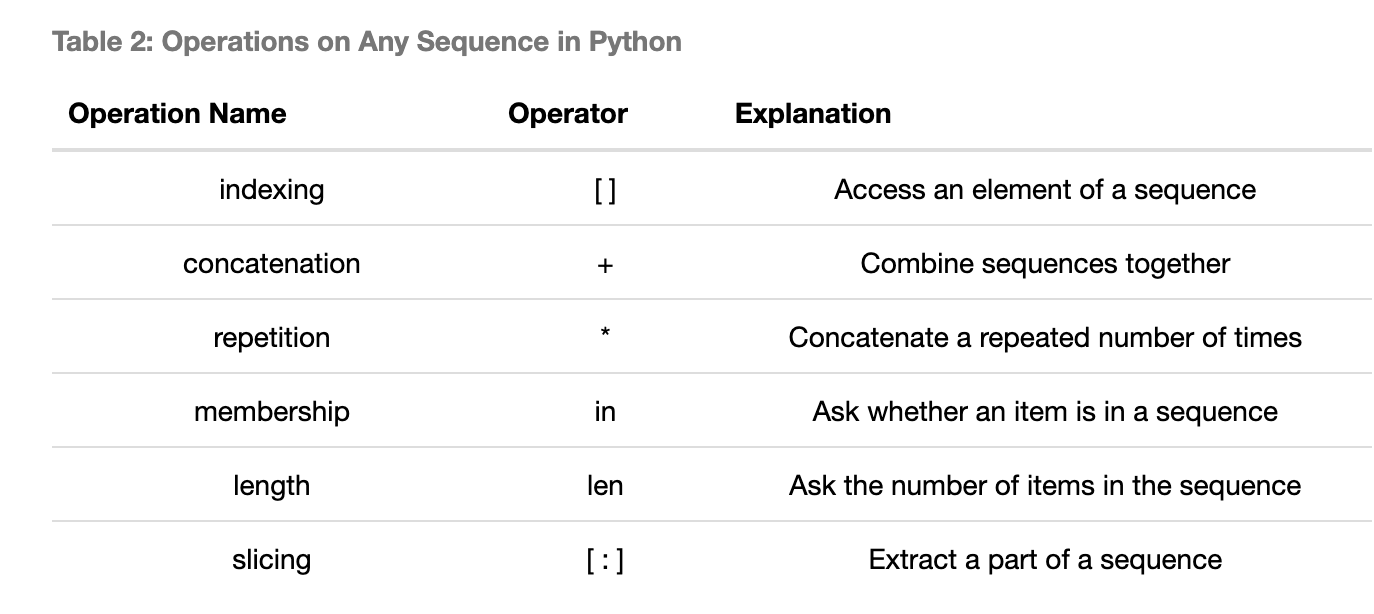 Table 2: Operations on Any Sequence in Python
Operation Name Operator Explanation
indexing [ ] Access an element of a sequence
concatenation + Combine sequences together
repetition * Concatenate a repeated number of times
membership in Ask whether an item is in a sequence
length len Ask the number of items in the sequence
slicing [ : ] Extract a part of a sequence